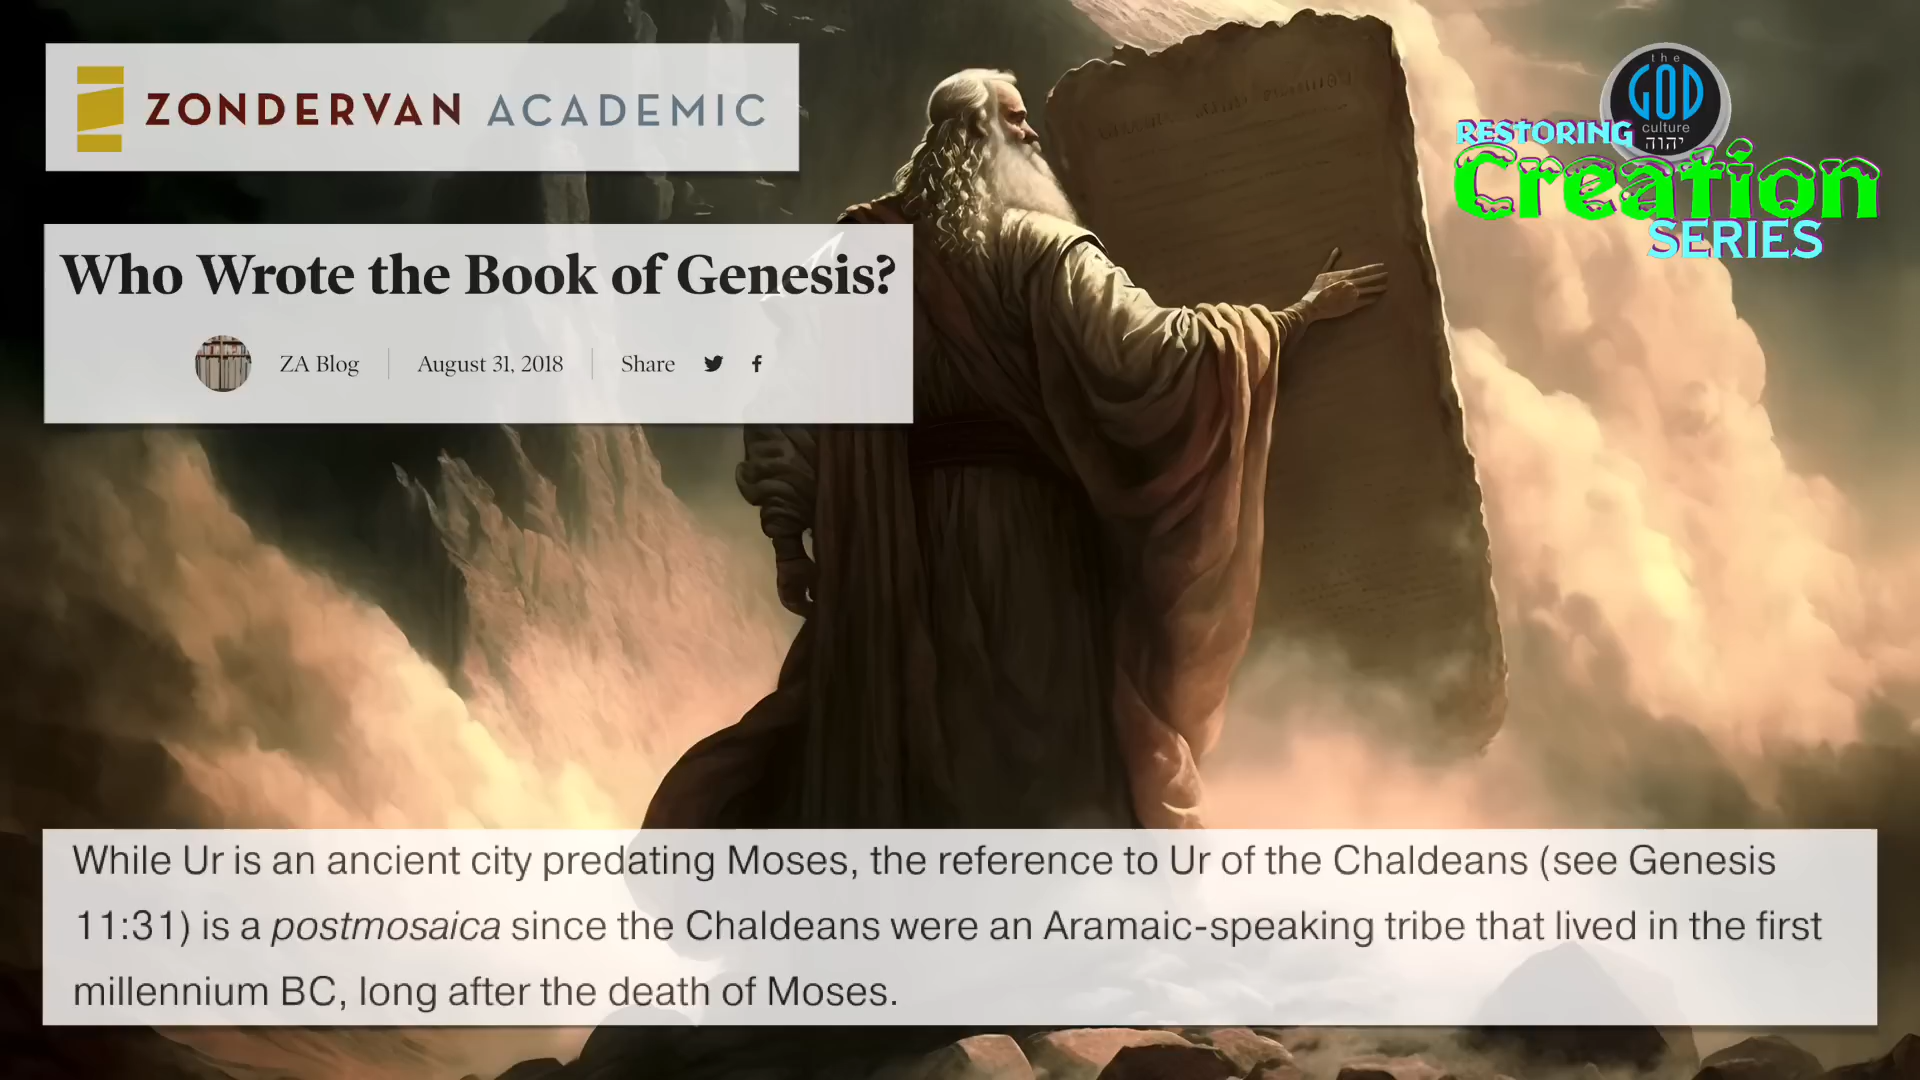 ZONDERVAN ACADEMIC
the
GOD
culture
יהוה
RESTORING
Creation
SERIES
Who Wrote the Book of Genesis?
ZA Blog
August 31, 2018
Share
While Ur is an ancient city predating Moses, the reference to Ur of the Chaldeans (see Genesis
11:31) is a postmosaica since the Chaldeans were an Aramaic-speaking tribe that lived in the first
millennium BC, long after the death of Moses.